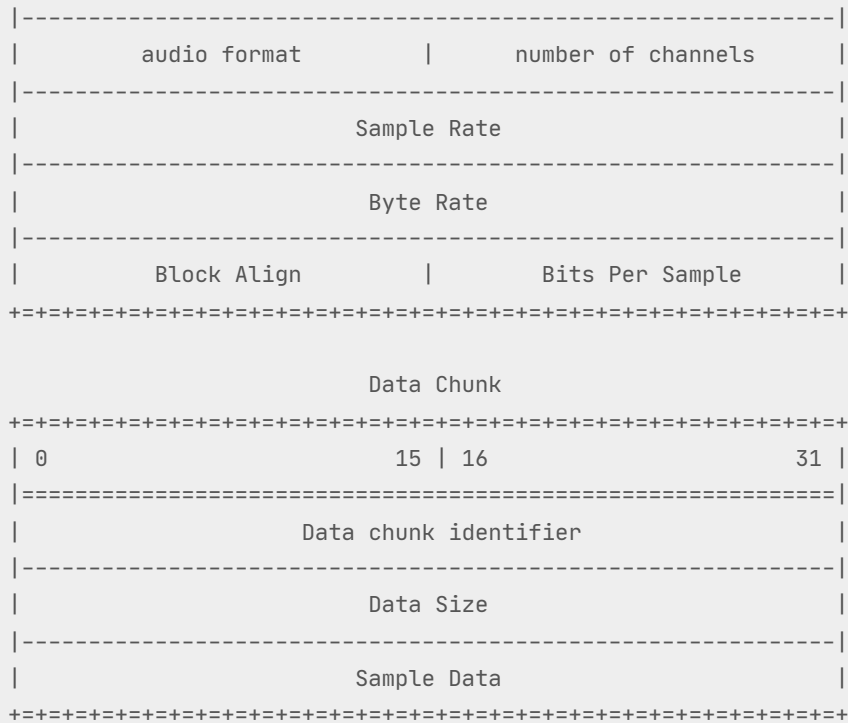 |-------------------------------------------------------------|
| audio format | number of channels |
|-------------------------------------------------------------|
| Sample Rate |
|-------------------------------------------------------------|
| Byte Rate |
|-------------------------------------------------------------|
| Block Align | Bits Per Sample |
+=+=+=+=+=+=+=+=+=+=+=+=+=+=+=+=+=+=+=+=+=+=+=+=+=+=+=+=+=+=+=+
Data Chunk
+=+=+=+=+=+=+=+=+=+=+=+=+=+=+=+=+=+=+=+=+=+=+=+=+=+=+=+=+=+=+=+
| 0 15 | 16 31 |
|=============================================================|
| Data chunk identifier |
|-------------------------------------------------------------|
| Data Size |
|-------------------------------------------------------------|
| Sample Data |
+=+=+=+=+=+=+=+=+=+=+=+=+=+=+=+=+=+=+=+=+=+=+=+=+=+=+=+=+=+=+=+